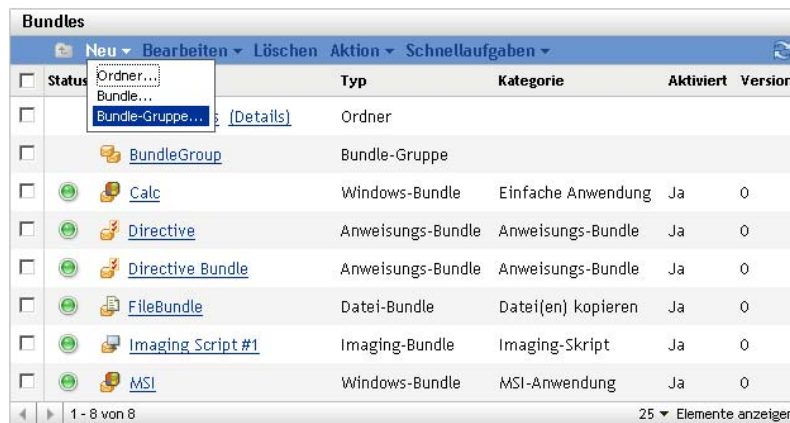 Bundles
Neu Bearbeiten Löschen Aktion Schnellaufgaben
Status Typ Kategorie Aktiviert Version
Ordner...
Bundle...
Bundle-Gruppe...
(Details) Ordner
BundleGroup Bundle-Gruppe
Calc Windows-Bundle Einfache Anwendung Ja 0
Directive Anweisungs-Bundle Anweisungs-Bundle Ja 0
Directive Bundle Anweisungs-Bundle Anweisungs-Bundle Ja 0
FileBundle Datei-Bundle Datei(en) kopieren Ja 0
Imaging Script #1 Imaging-Bundle Imaging-Skript Ja 0
MSI Windows-Bundle MSI-Anwendung Ja 0
1 - 8 von 8 25 Elemente anzeigen